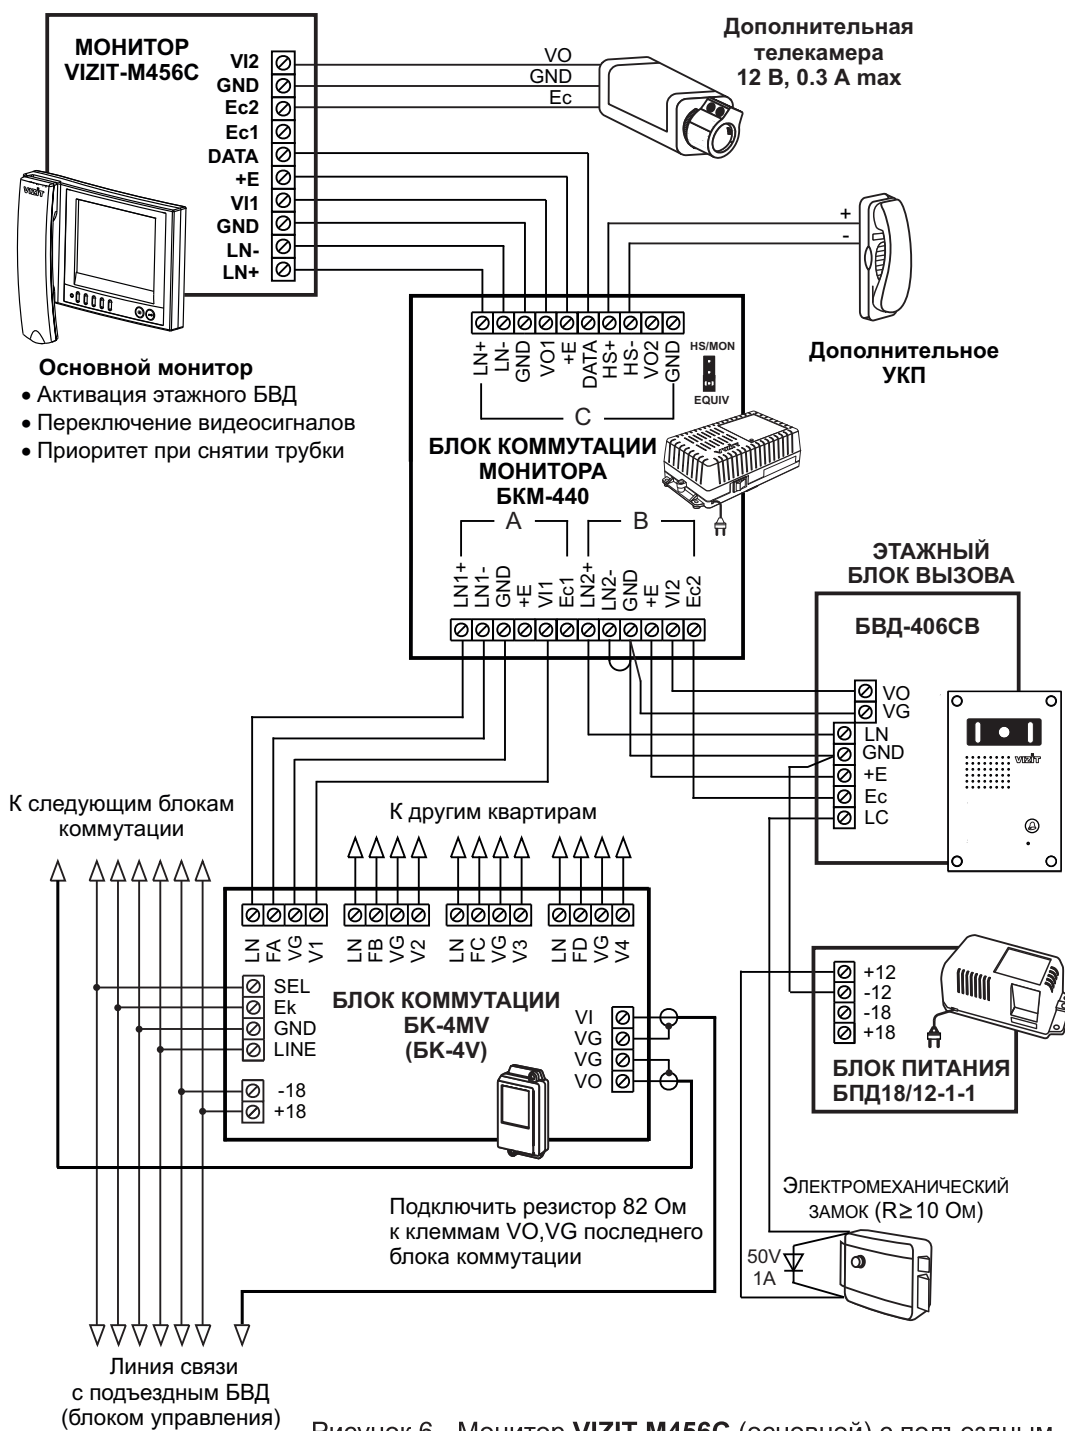 МОНИТОР
VIZIT-M456C
VI2
GND
Ec2
Ec1
DATA
+E
VI1
GND
LN-
LN+
VO
GND
Ec
Дополнительная
телекамера
12 В, 0.3 А max
VIZIT
+
-
Основной монитор
• Активация этажного БВД
• Переключение видеосигналов
• Приоритет при снятии трубки
Дополнительное
УКП
LN+
LN-
GND
VO1
+E
DATA
HS+
HS-
VO2
GND
HS/MON
EQUIV
C
БЛОК КОММУТАЦИИ
МОНИТОРА
БКМ-440
A
B
LN1+
LN1-
GND
+E
VI1
Ec1
LN2+
LN2-
GND
+E
VI2
Ec2
ЭТАЖНЫЙ
БЛОК ВЫЗОВА
БВД-406CB
VO
VG
LN
GND
+E
Ec
LC
VIZIT
К следующим блокам
коммутации
К другим квартирам
LN
FA
VG
V1
LN
FB
VG
V2
LN
FC
VG
V3
LN
FD
VG
V4
SEL
Ek
GND
LINE
-18
+18
БЛОК КОММУТАЦИИ
БК-4MV
(БК-4V)
VI
VG
VG
VO
+12
-12
-18
+18
БЛОК ПИТАНИЯ
БПД18/12-1-1
Подключить резистор 82 Ом
к клеммам VO,VG последнего
блока коммутации
Электромеханический
замок (R≥10 Ом)
50V
1A
Линия связи
с подъездным БВД
(блоком управления)
Рисунок 6 - Монитор VIZIT-M456C (основной) с подъездным